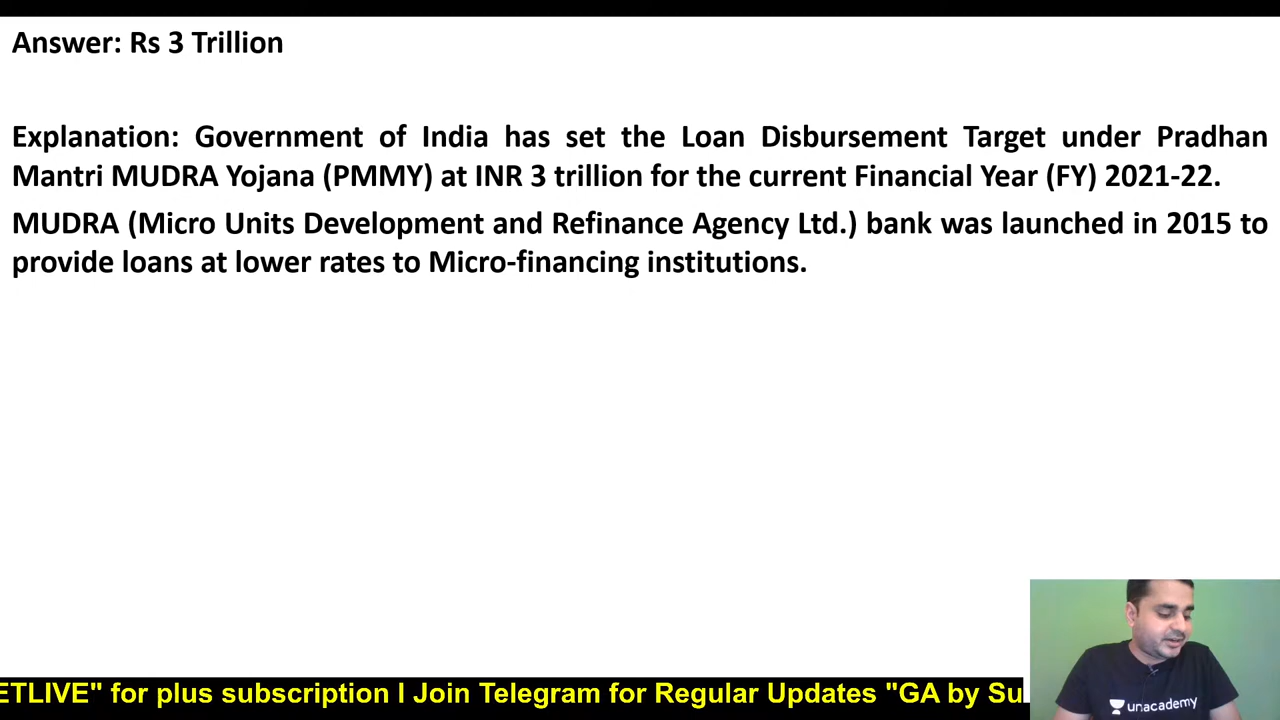 Answer: Rs 3 Trillion
Explanation: Government of India has set the Loan Disbursement Target under Pradhan
Mantri MUDRA Yojana (PMMY) at INR 3 trillion for the current Financial Year (FY) 2021-22.
MUDRA (Micro Units Development and Refinance Agency Ltd.) bank was launched in 2015 to
provide loans at lower rates to Micro-financing institutions.
ETLIVE" for plus subscription I Join Telegram for Regular Updates "GA by Su
unacademy